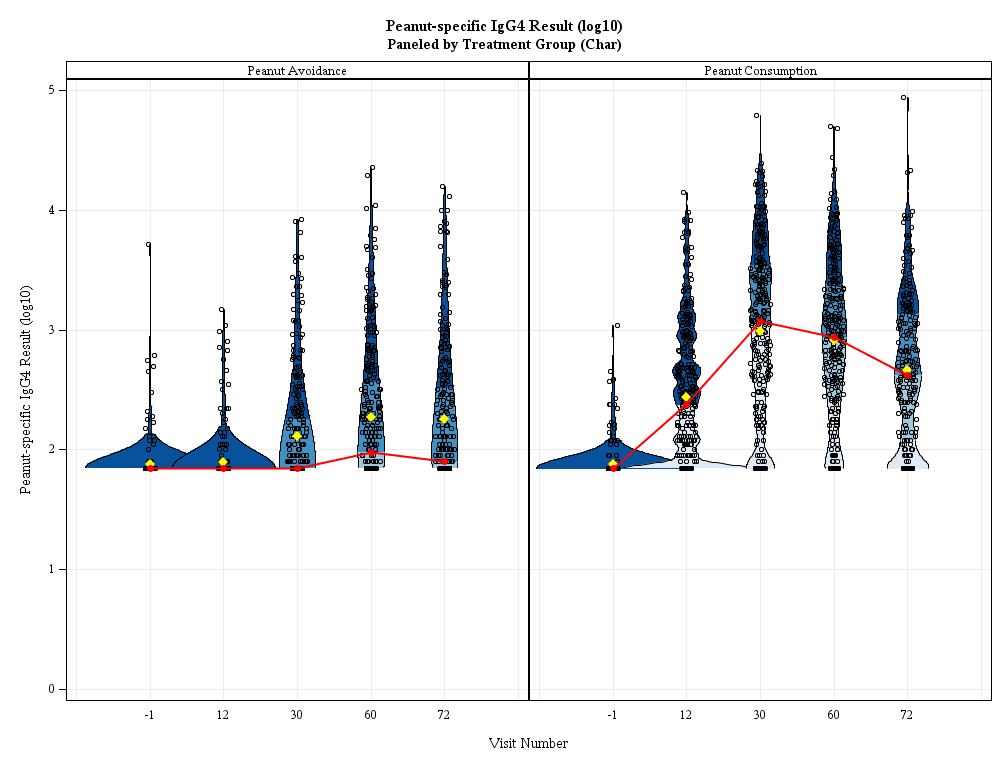 Peanut-specific IgG4 Result (log10)
Paneled by Treatment Group (Char)
Peanut Avoidance
Peanut Consumption
Peanut-specific IgG4 Result (log10)
5
4
3
2
1
0
-1 12 30 60 72
-1 12 30 60 72
Visit Number